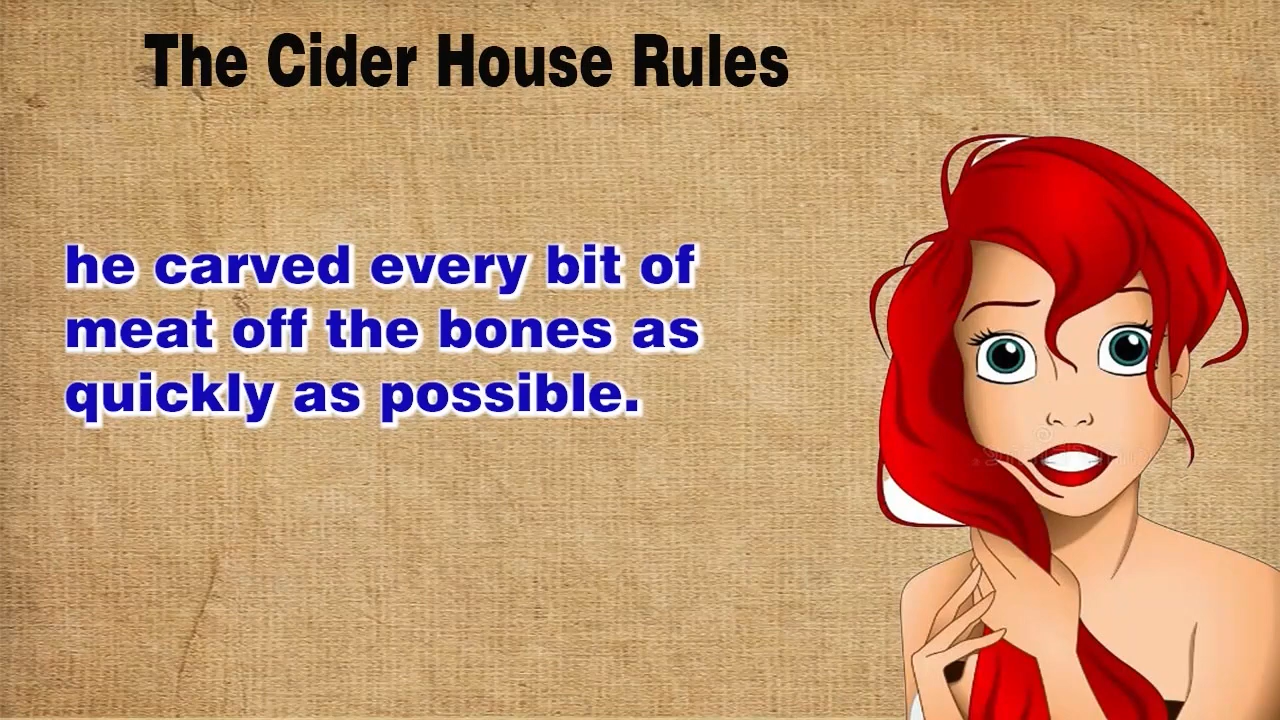 The Cider House Rules
he carved every bit of
meat off the bones as
quickly as possible.